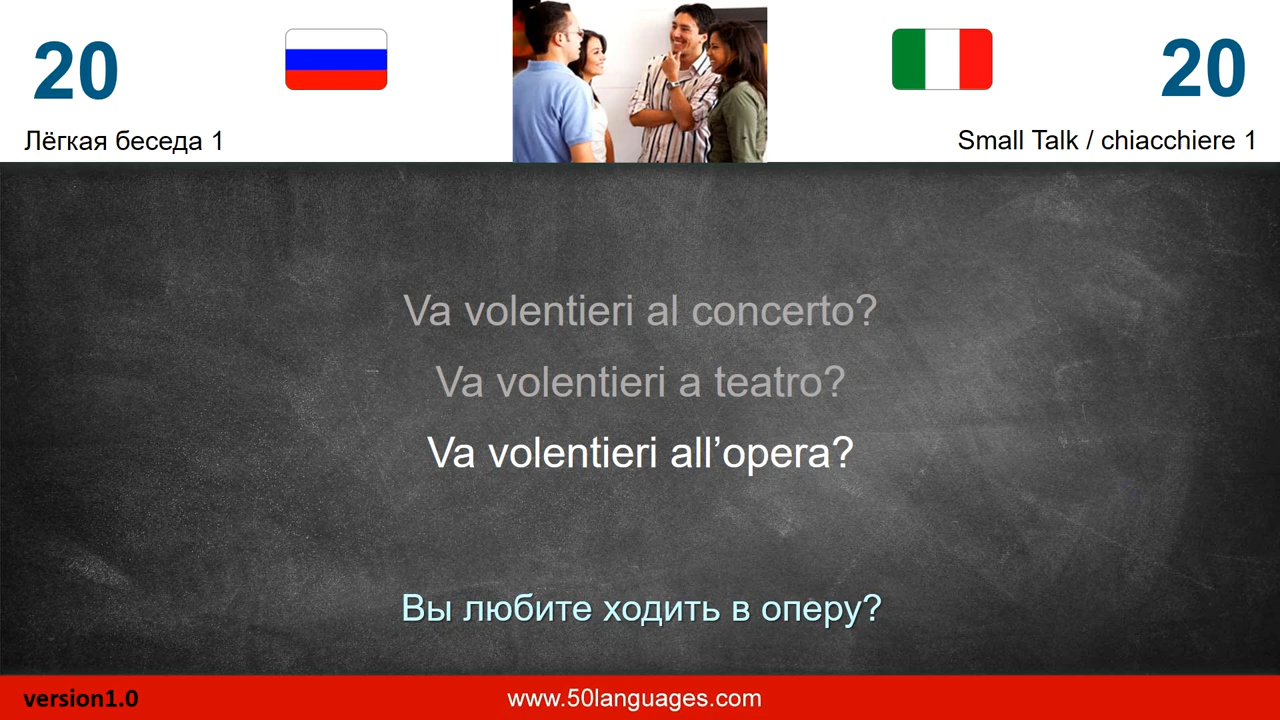 20
20
Лёгкая беседа 1
Small Talk / chiacchiere 1
Va volentieri al concerto?
Va volentieri a teatro?
Va volentieri all’opera?
Вы любите ходить в оперу?
version1.0
www.50languages.com